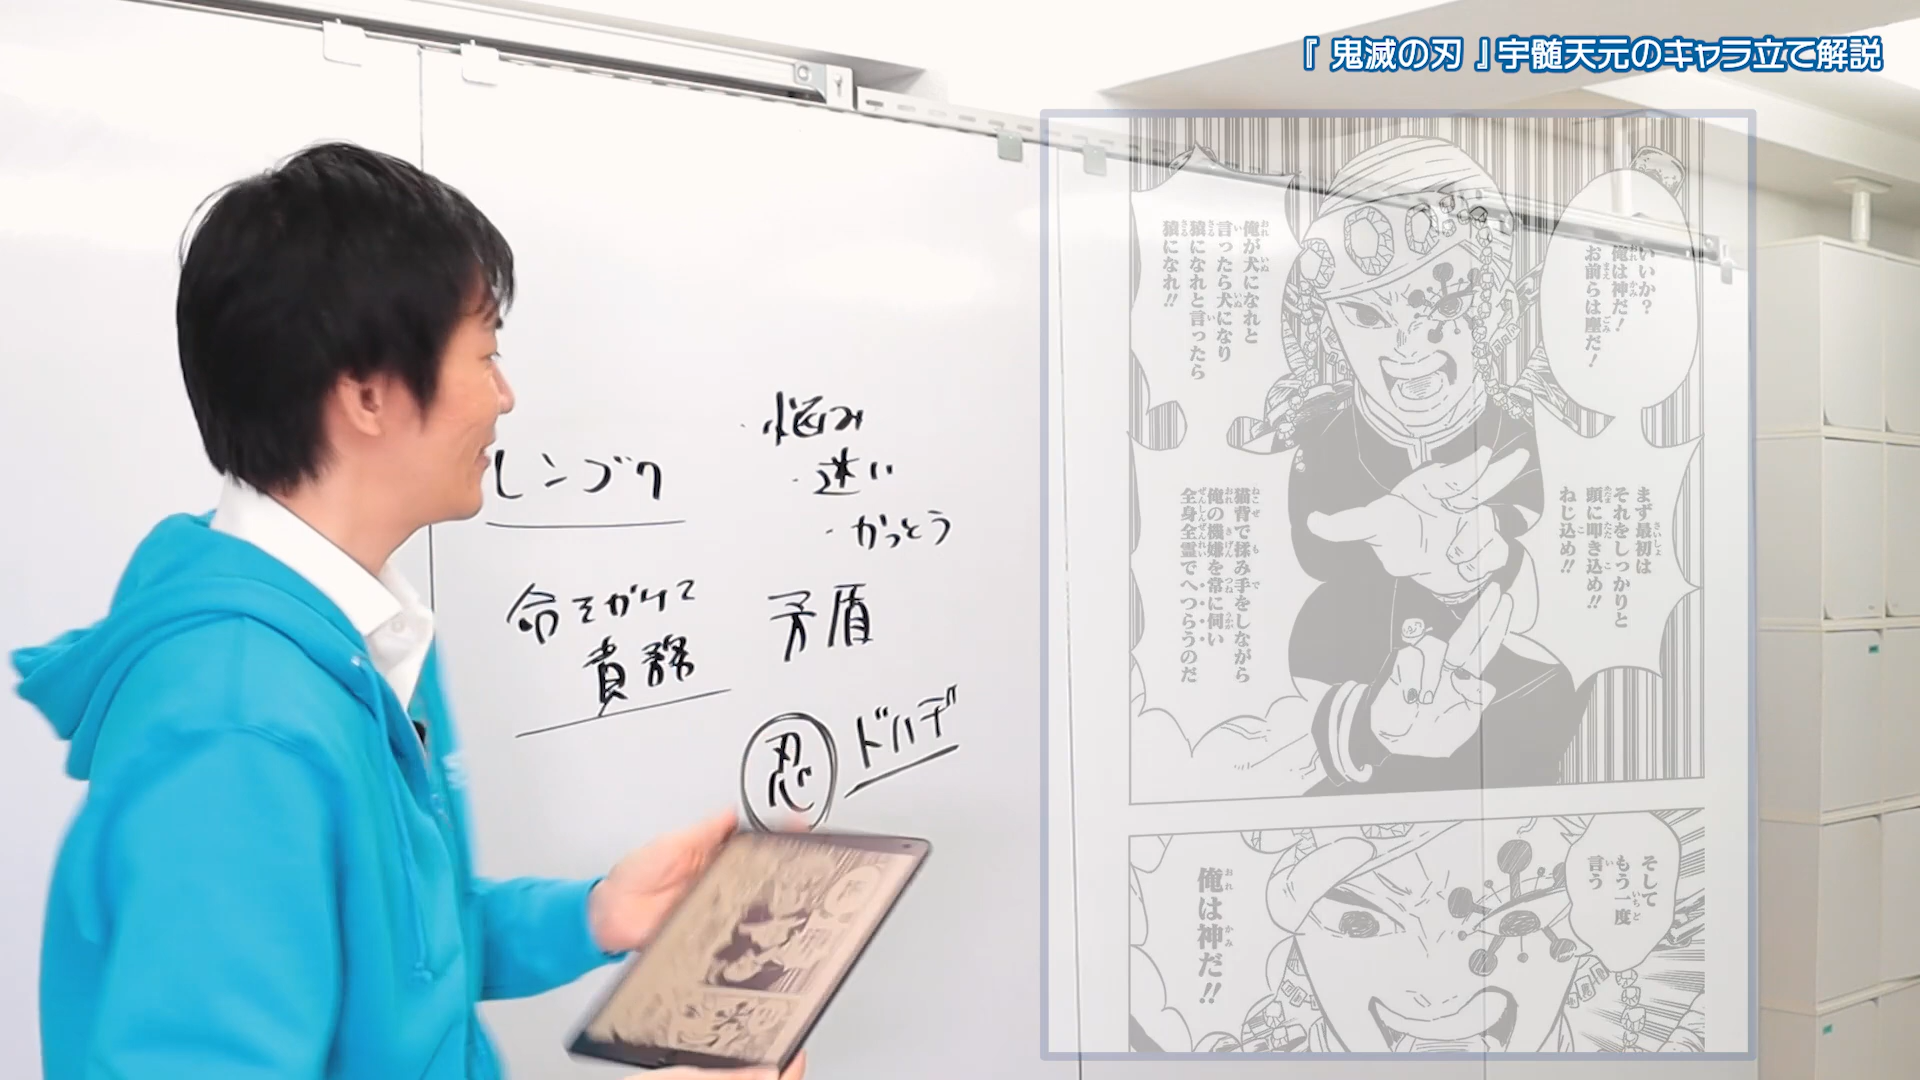 『 鬼滅の刃 』宇髄天元のキャラ立て解説
レンゴク
命をかけて
責務
・悩み
・迷い
・かっとう
矛盾
忍 ドハデ
いいか?
俺は神だ!
お前らは塵だ!
まず最初は
それをしっかりと
頭に叩き込め!!
ねじ込め!!
俺が犬になれと
言ったら犬になり
猿になれと言ったら
猿になれ!!
猫背で揉み手をしながら
俺の機嫌を常に伺い
全身全霊でへつらうのだ
そして
もう一度
言う
俺は神だ!!